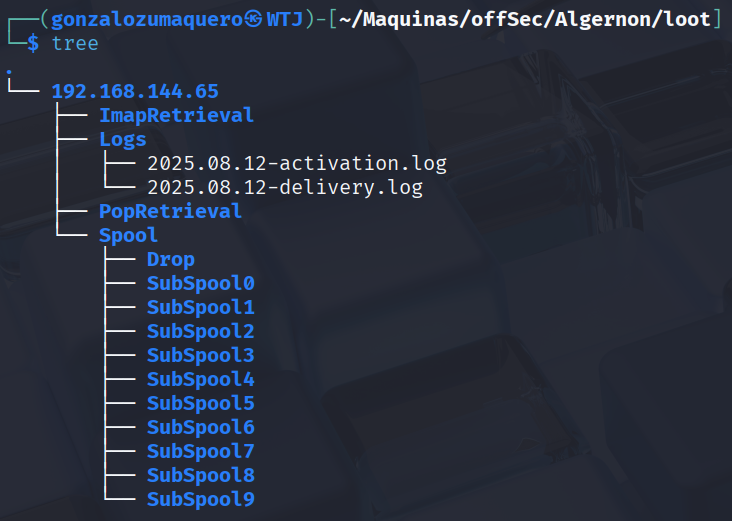 ┌──(gonzalozumaquero㉿WTJ)-[~/Maquinas/offSec/Algernon/loot]
└─$ tree
.
└── 192.168.144.65
    ├── ImapRetrieval
    ├── Logs
    │   ├── 2025.08.12-activation.log
    │   └── 2025.08.12-delivery.log
    ├── PopRetrieval
    └── Spool
        ├── Drop
        ├── SubSpool0
        ├── SubSpool1
        ├── SubSpool2
        ├── SubSpool3
        ├── SubSpool4
        ├── SubSpool5
        ├── SubSpool6
        ├── SubSpool7
        ├── SubSpool8
        └── SubSpool9